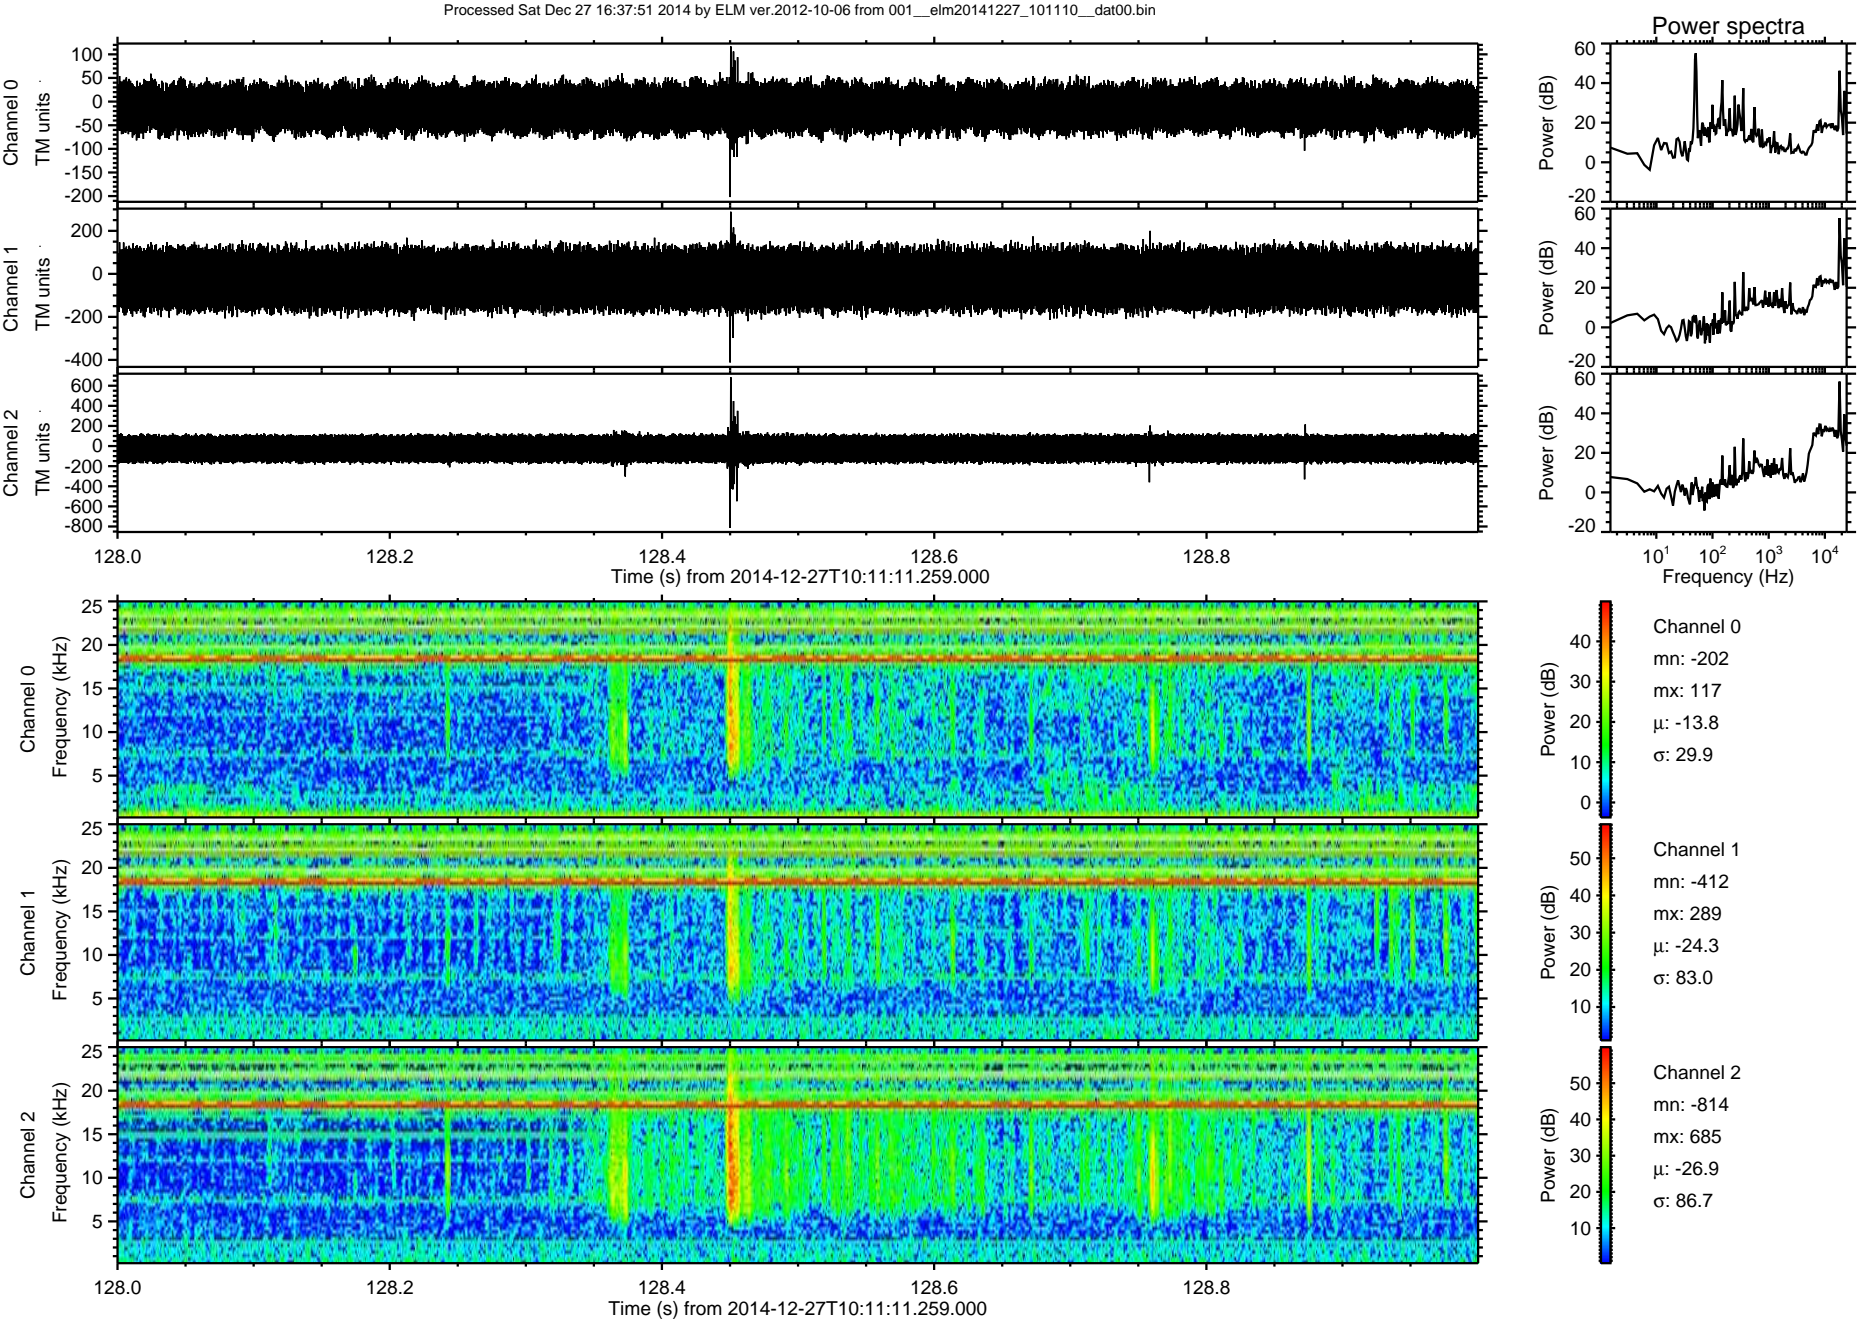 Processed Sat Dec 27 16:37:51 2014 by ELM ver.2012-10-06 from 001__elm20141227_101110__dat00.bin
Power spectra
Channel 0
TM units
100
50
0
-50
-100
-150
-200
Power (dB)
60
40
20
0
-20
Channel 1
TM units
200
0
-200
-400
Power (dB)
60
40
20
0
-20
Channel 2
TM units
600
400
200
0
-200
-400
-600
-800
Power (dB)
60
40
20
0
-20
128.0 128.2 128.4 128.6 128.8
Time (s) from 2014-12-27T10:11:11.259.000
10¹ 10² 10³ 10⁴
Frequency (Hz)
Channel 0
Frequency (kHz)
25
20
15
10
5
Power (dB)
40
30
20
10
0
Channel 0
mn: -202
mx: 117
μ: -13.8
σ: 29.9
Channel 1
Frequency (kHz)
25
20
15
10
5
Power (dB)
50
40
30
20
10
Channel 1
mn: -412
mx: 289
μ: -24.3
σ: 83.0
Channel 2
Frequency (kHz)
25
20
15
10
5
Power (dB)
50
40
30
20
10
Channel 2
mn: -814
mx: 685
μ: -26.9
σ: 86.7
128.0 128.2 128.4 128.6 128.8
Time (s) from 2014-12-27T10:11:11.259.000